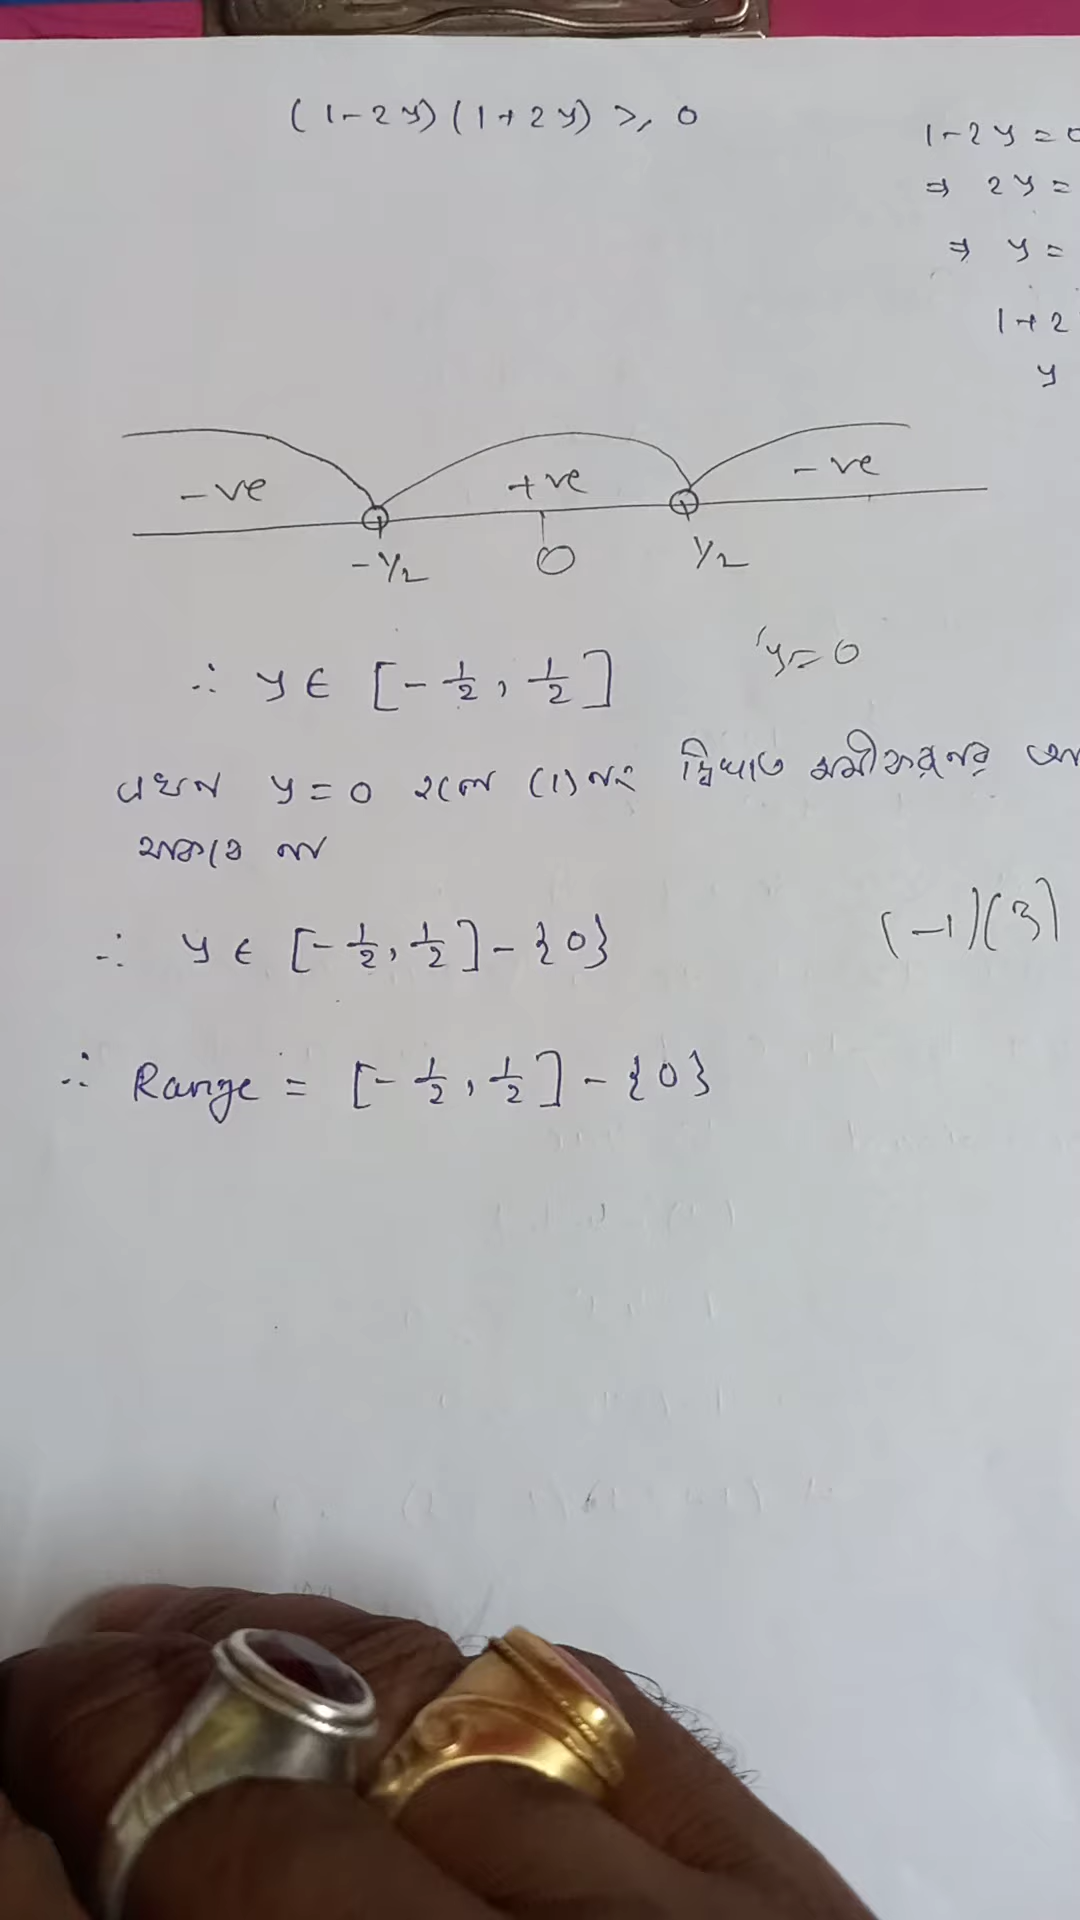 (1-2y)(1+2y) ≥ 0
1-2y = 0
⇒ 2y =
⇒ y =
1+2
y
-ve +ve -ve
-1/2 0 1/2
∴ y ∈ [-1/2, 1/2]
y=0
এখন y=0 হলে (1)নং দ্বিঘাত সমীকরণের
থাকবে না
∴ y ∈ [-1/2, 1/2] - {0}
(-1)(3)
∴ Range = [-1/2, 1/2] - {0}